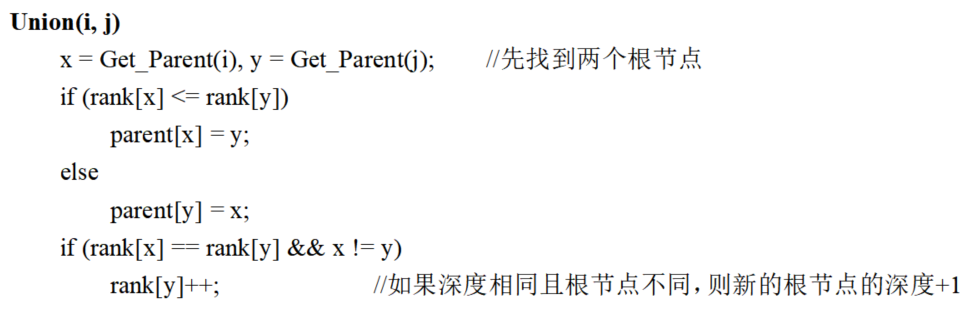 Union(i, j)
x = Get_Parent(i), y = Get_Parent(j); //先找到两个根节点
if (rank[x] <= rank[y])
parent[x] = y;
else
parent[y] = x;
if (rank[x] == rank[y] && x != y)
rank[y]++; //如果深度相同且根节点不同，则新的根节点的深度+1